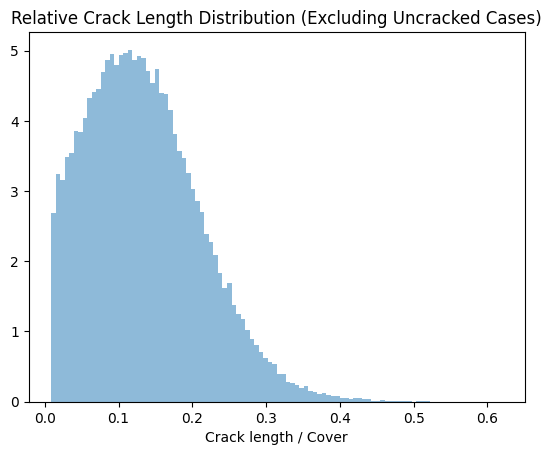 Relative Crack Length Distribution (Excluding Uncracked Cases)
5
4
3
2
1
0
0.0 0.1 0.2 0.3 0.4 0.5 0.6
Crack length / Cover